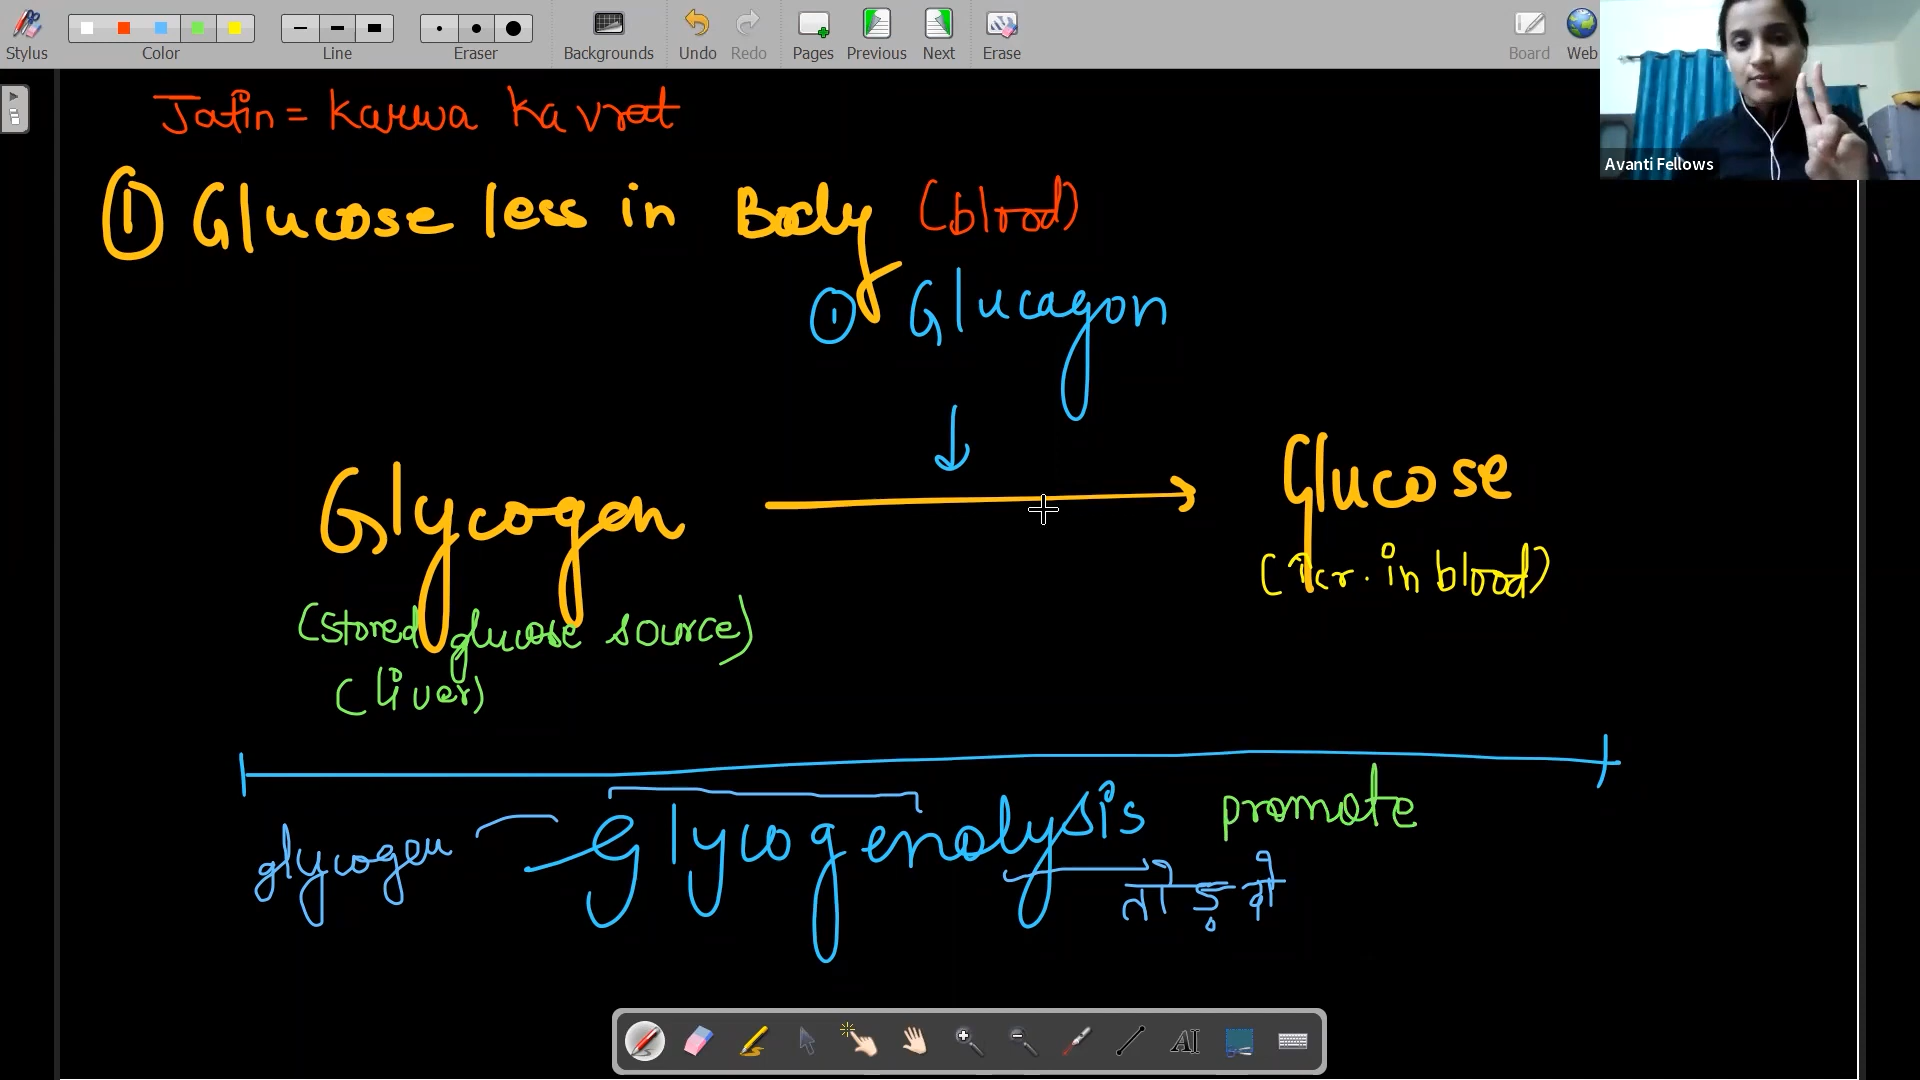 Stylus
Color
Line
Eraser
Backgrounds
Undo
Redo
Pages
Previous
Next
Erase
Board
Web
Avanti Fellows
Jatin = Karwa Ka vrat
① Glucose less in Body (blood)
① Glucagon
↓
Glycogen → Glucose
(icr. in blood)
(stored glucose source)
(liver)
glycogen Glycogenolysis promote
तोड़ दो
AI